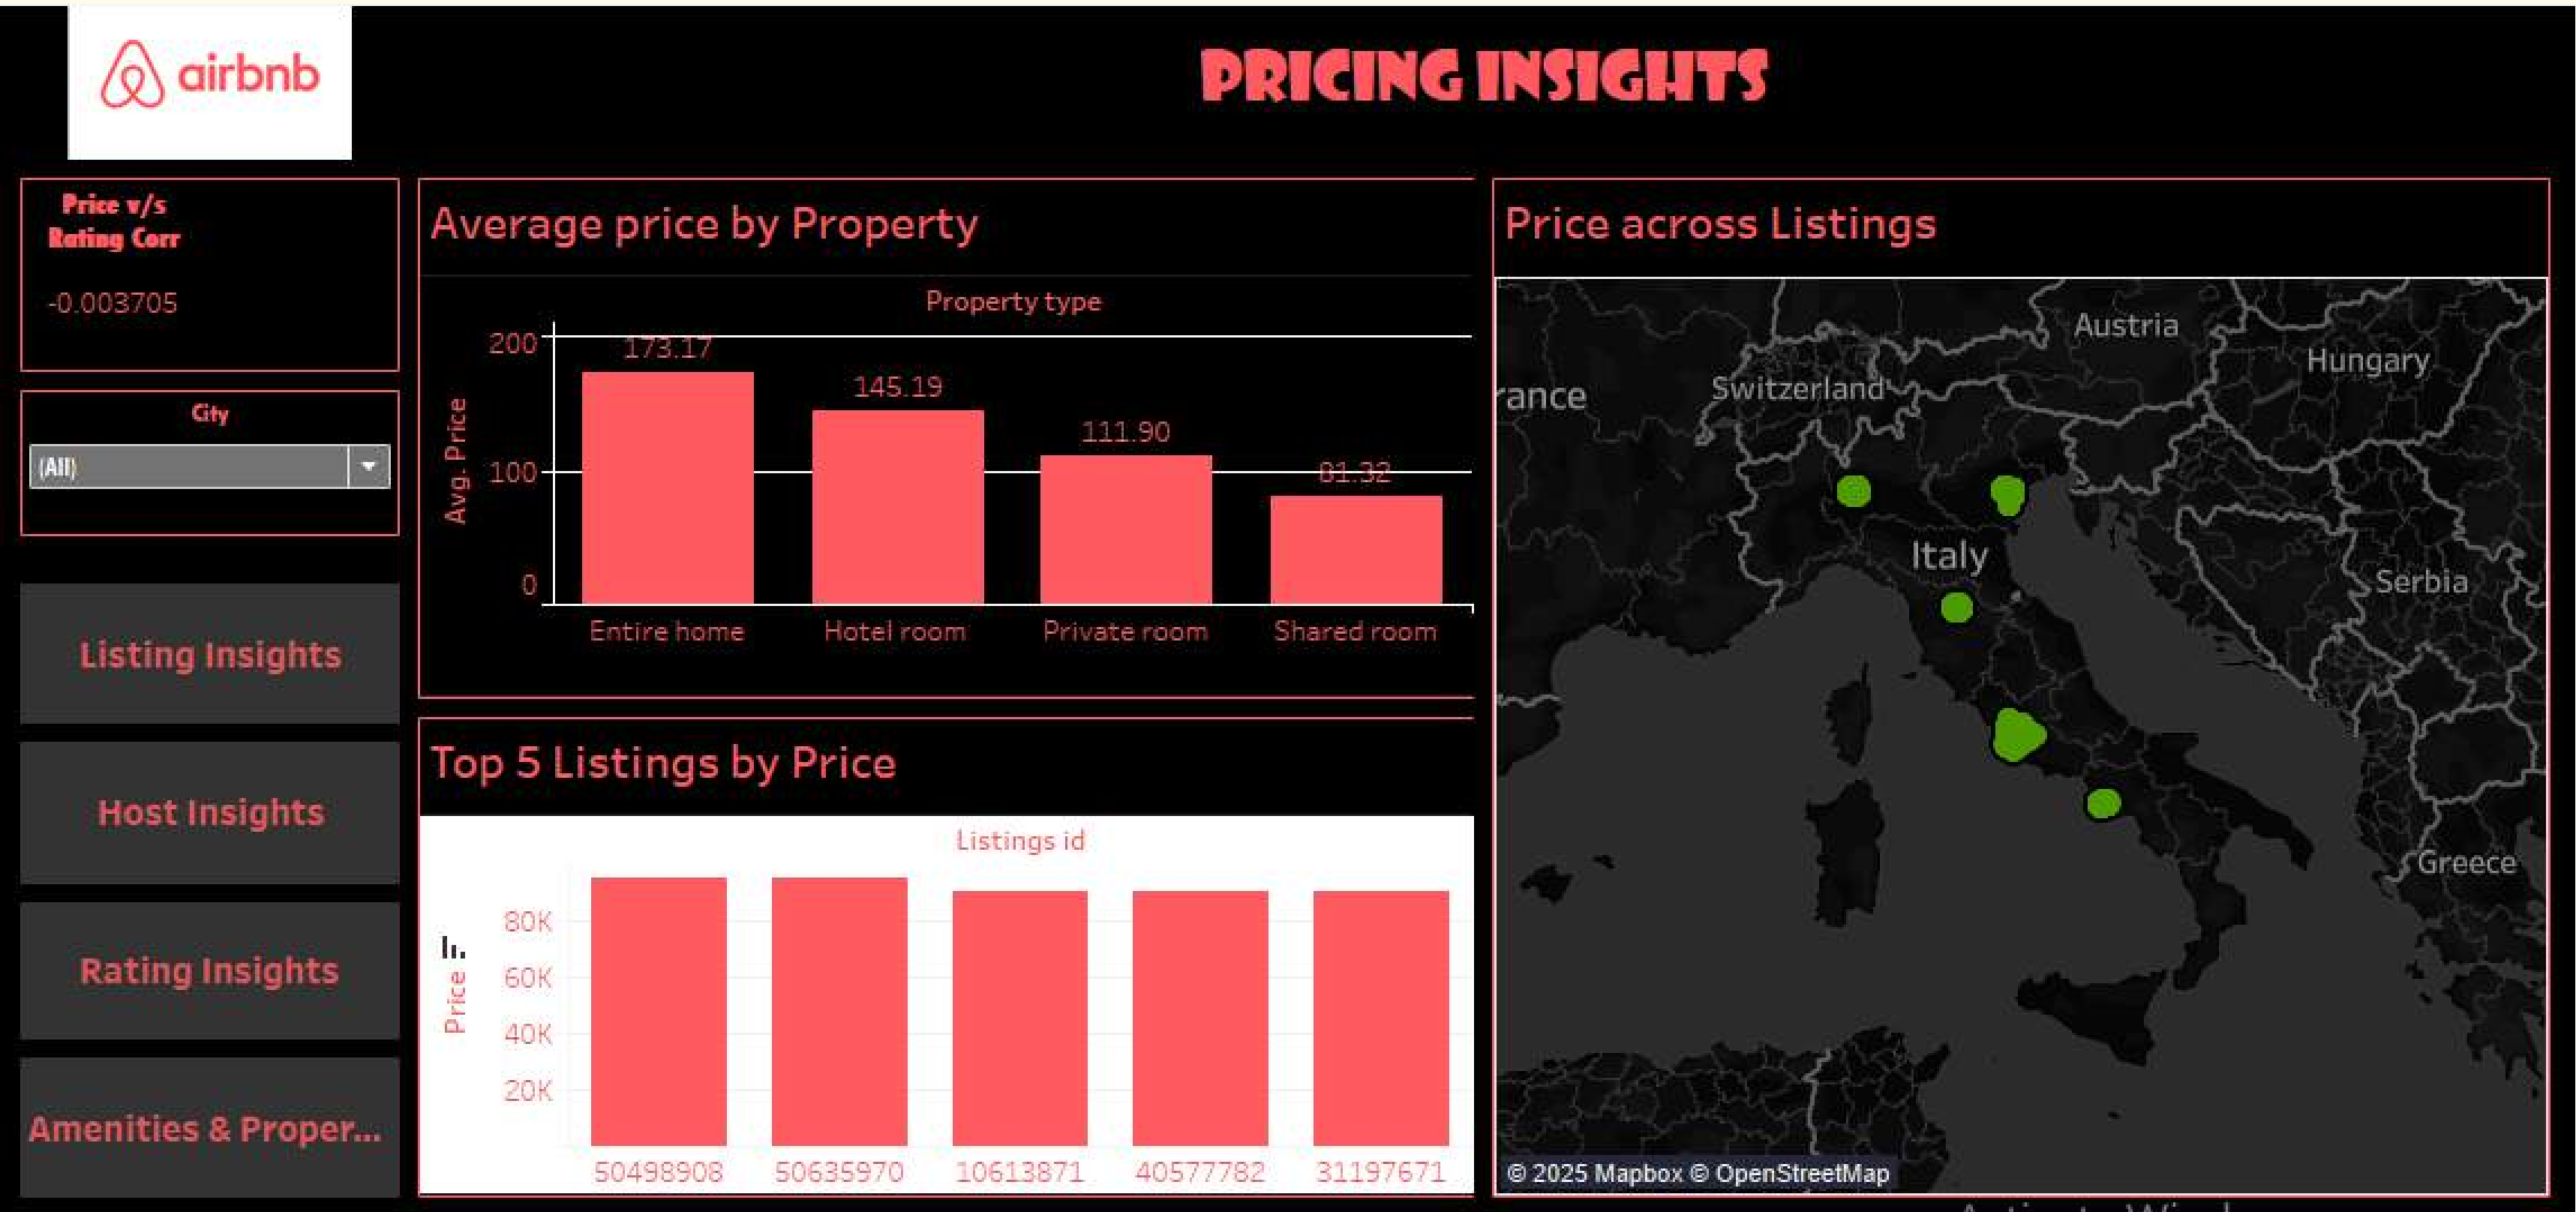 airbnb
PRICING INSIGHTS
Price v/s
Rating Corr
-0.003705
City
(All)
Listing Insights
Host Insights
Rating Insights
Amenities & Proper...
Average price by Property
Property type
Avg. Price
200
100
0
173.17
145.19
111.90
81.32
Entire home
Hotel room
Private room
Shared room
Top 5 Listings by Price
Listings id
Price
80K
60K
40K
20K
50498908
50635970
10613871
40577782
31197671
Price across Listings
Austria
Hungary
Switzerland
rance
Italy
Serbia
Greece
© 2025 Mapbox © OpenStreetMap